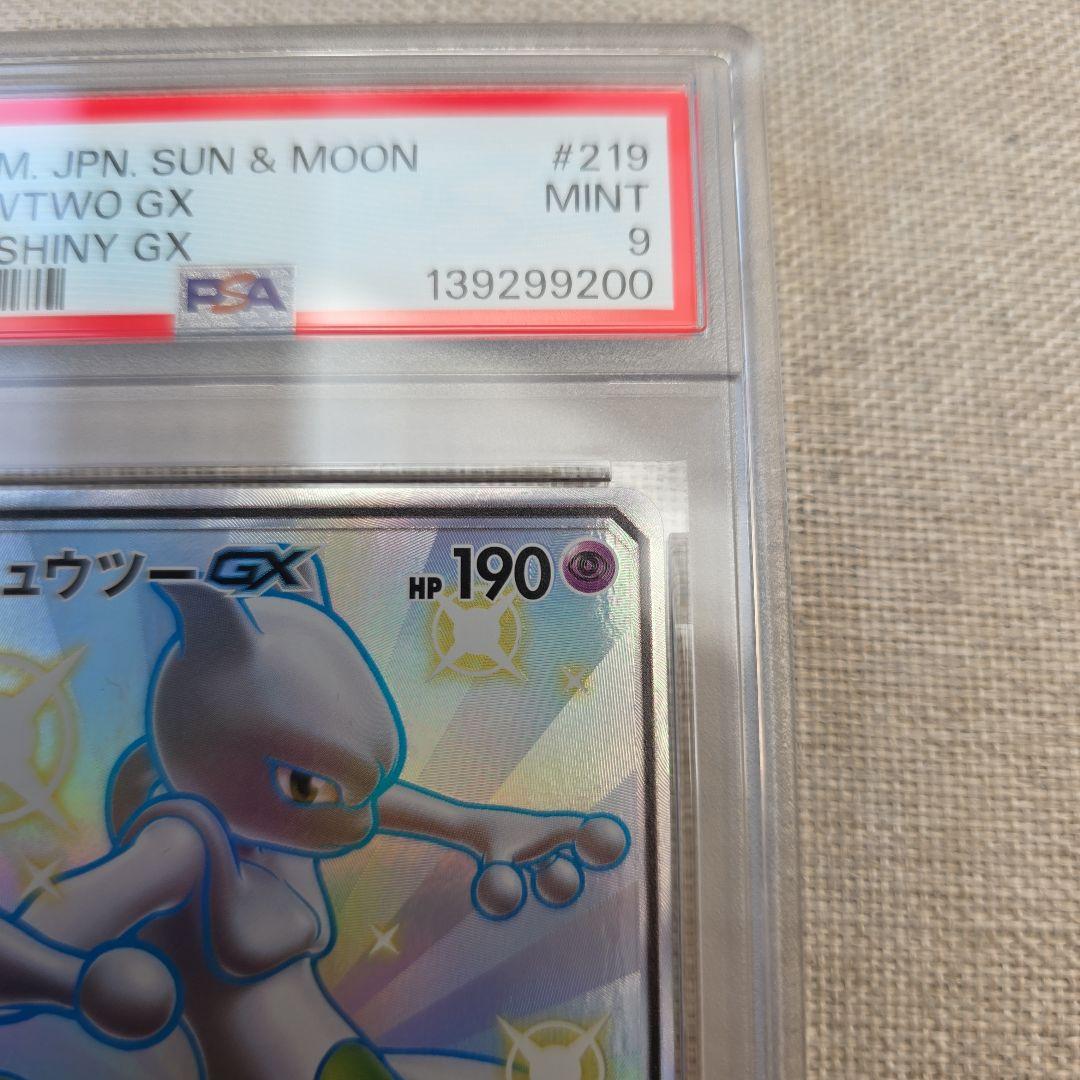 M. JPN. SUN & MOON #219
WTWO GX MINT
SHINY GX 9
PSA 139299200
ュウツーGX HP 190